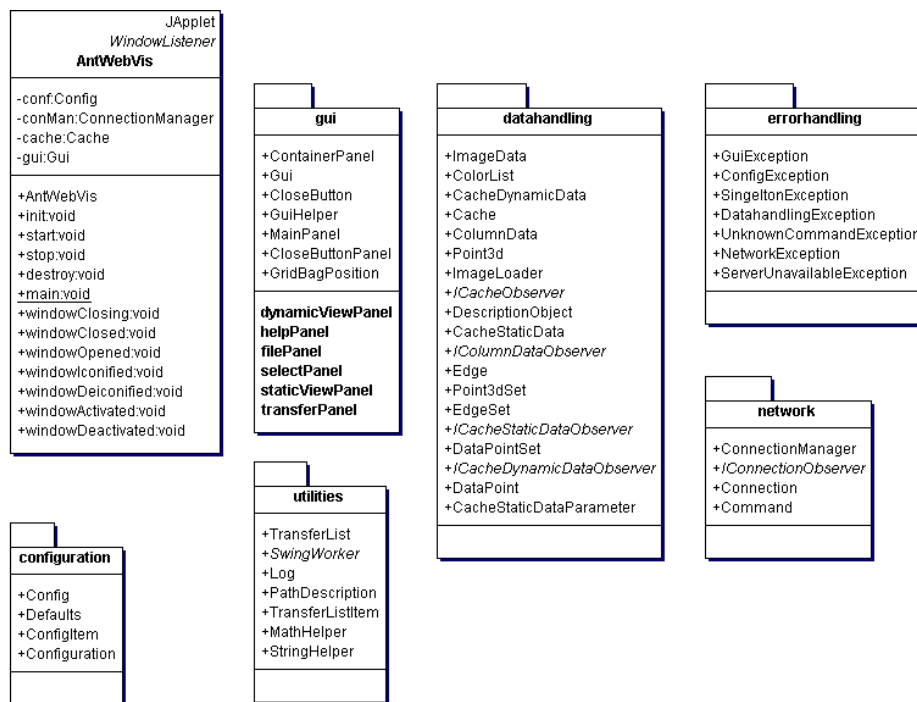 JApplet
WindowListener
AntWebVis
-conf:Config
-conMan:ConnectionManager
-cache:Cache
-gui:Gui
+AntWebVis
+init:void
+start:void
+stop:void
+destroy:void
+main:void
+windowClosing:void
+windowClosed:void
+windowOpened:void
+windowIconified:void
+windowDeiconified:void
+windowActivated:void
+windowDeactivated:void
gui
+ContainerPanel
+Gui
+CloseButton
+GuiHelper
+MainPanel
+CloseButtonPanel
+GridBagPosition
dynamicViewPanel
helpPanel
filePanel
selectPanel
staticViewPanel
transferPanel
datahandling
+ImageData
+ColorList
+CacheDynamicData
+Cache
+ColumnData
+Point3d
+ImageLoader
+ICacheObserver
+DescriptionObject
+CacheStaticData
+IColumnDataObserver
+Edge
+Point3dSet
+EdgeSet
+ICacheStaticDataObserver
+DataPointSet
+ICacheDynamicDataObserver
+DataPoint
+CacheStaticDataParameter
errorhandling
+GuiException
+ConfigException
+SingeltonException
+DatahandlingException
+UnknownCommandException
+NetworkException
+ServerUnavailableException
network
+ConnectionManager
+IConnectionObserver
+Connection
+Command
configuration
+Config
+Defaults
+ConfigItem
+Configuration
utilities
+TransferList
+SwingWorker
+Log
+PathDescription
+TransferListItem
+MathHelper
+StringHelper